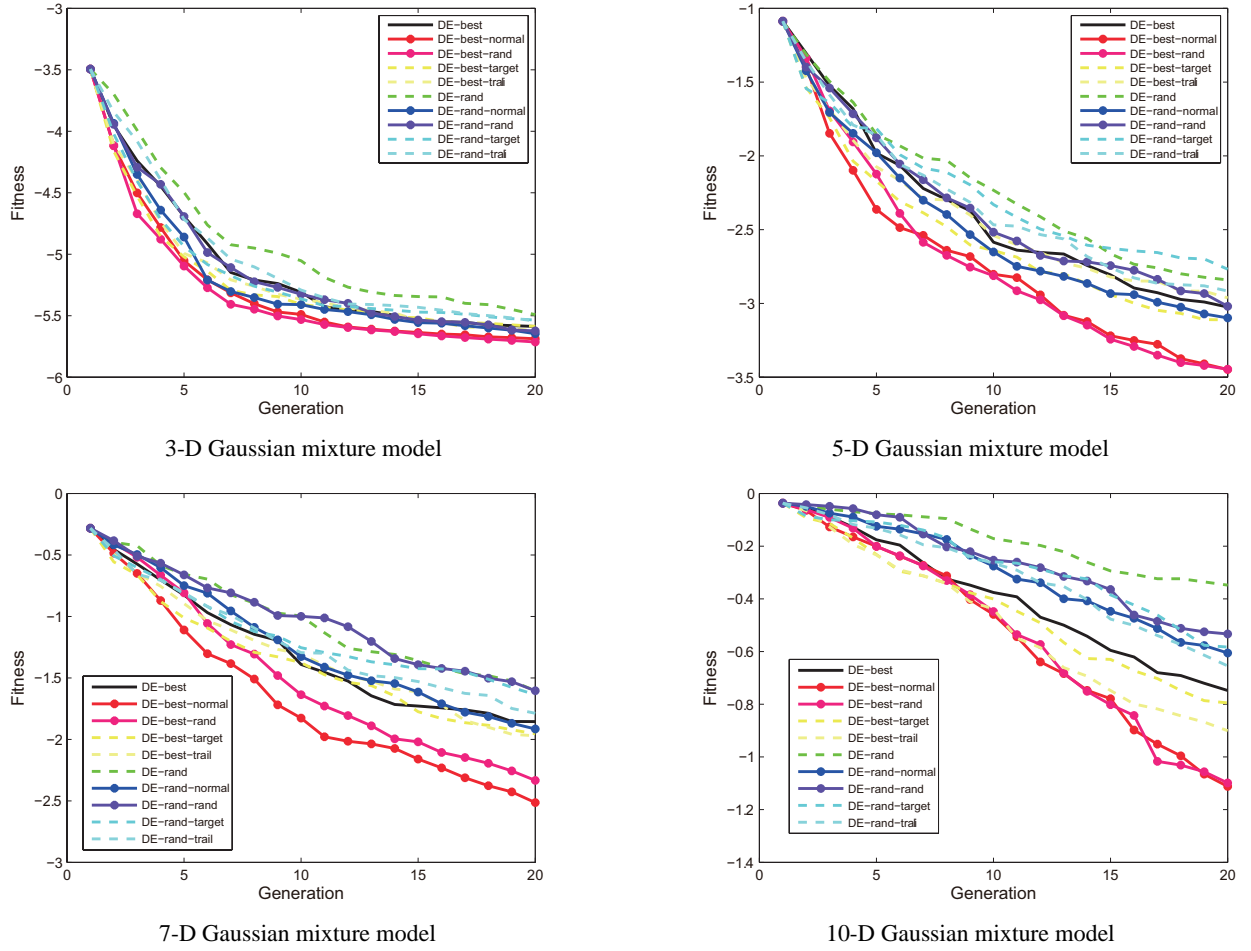 −3
−3.5
−4
−4.5
−5
−5.5
−6
0
5
10
15
20
Fitness
Generation
DE−best
DE−best−normal
DE−best−rand
DE−best−target
DE−best−trali
DE−rand
DE−rand−normal
DE−rand−rand
DE−rand−target
DE−rand−trali
3-D Gaussian mixture model
−1
−1.5
−2
−2.5
−3
−3.5
0
5
10
15
20
Fitness
Generation
DE−best
DE−best−normal
DE−best−rand
DE−best−target
DE−best−trali
DE−rand
DE−rand−normal
DE−rand−rand
DE−rand−target
DE−rand−trali
5-D Gaussian mixture model
0
−0.5
−1
−1.5
−2
−2.5
−3
0
5
10
15
20
Fitness
Generation
DE−best
DE−best−normal
DE−best−rand
DE−best−target
DE−best−trail
DE−rand
DE−rand−normal
DE−rand−rand
DE−rand−target
DE−rand−trail
7-D Gaussian mixture model
0
−0.2
−0.4
−0.6
−0.8
−1
−1.2
−1.4
0
5
10
15
20
Fitness
Generation
DE−best
DE−best−normal
DE−best−rand
DE−best−target
DE−best−trail
DE−rand
DE−rand−normal
DE−rand−rand
DE−rand−target
DE−rand−trali
10-D Gaussian mixture model